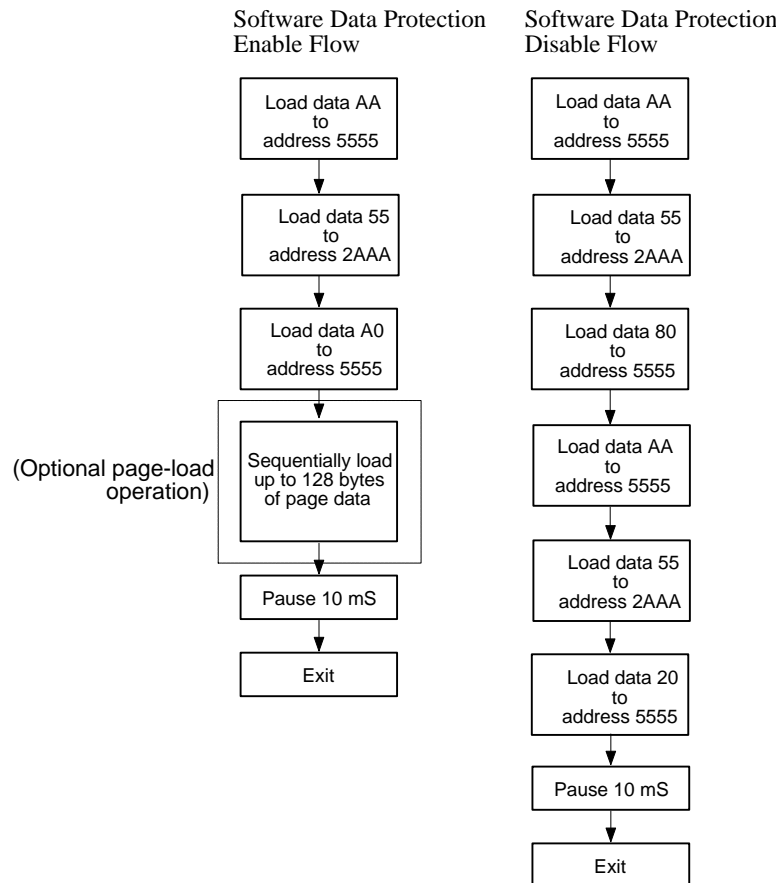 Software Data Protection
Enable Flow
Load data AA
to
address 5555
Load data 55
to
address 2AAA
Load data A0
to
address 5555
(Optional page-load
operation)
Sequentially load
up to 128 bytes
of page data
Pause 10 mS
Exit
Software Data Protection
Disable Flow
Load data AA
to
address 5555
Load data 55
to
address 2AAA
Load data 80
to
address 5555
Load data AA
to
address 5555
Load data 55
to
address 2AAA
Load data 20
to
address 5555
Pause 10 mS
Exit